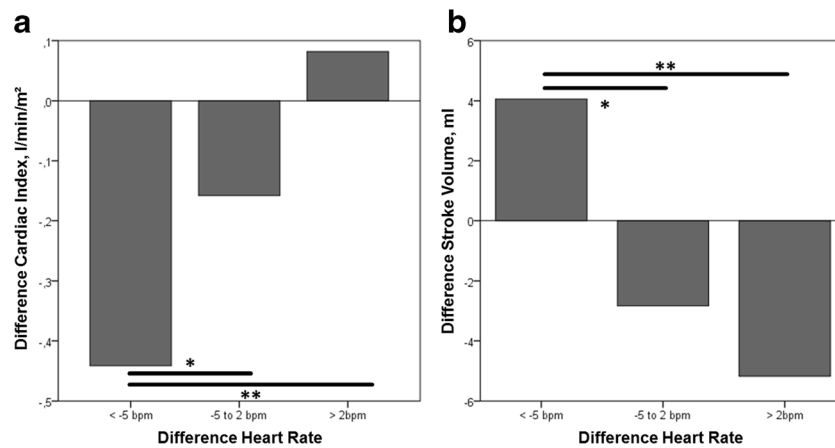 a
Difference Cardiac Index, l/min/m²
,1
,0
-,1
-,2
-,3
-,4
-,5
*
**
< -5 bpm
-5 to 2 bpm
> 2bpm
Difference Heart Rate
b
Difference Stroke Volume, ml
6
4
2
0
-2
-4
-6
**
*
< -5 bpm
-5 to 2 bpm
> 2bpm
Difference Heart Rate